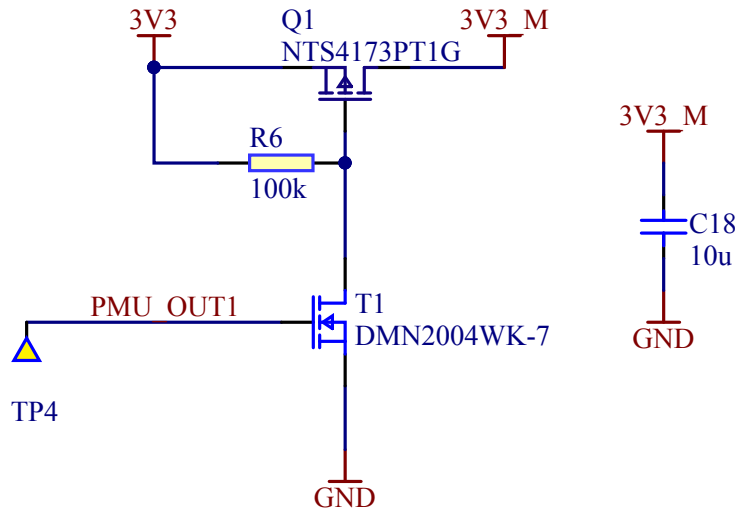 3V3
Q1
3V3_M
NTS4173PT1G
R6
100k
3V3_M
C18
10u
GND
PMU_OUT1
T1
DMN2004WK-7
TP4
GND